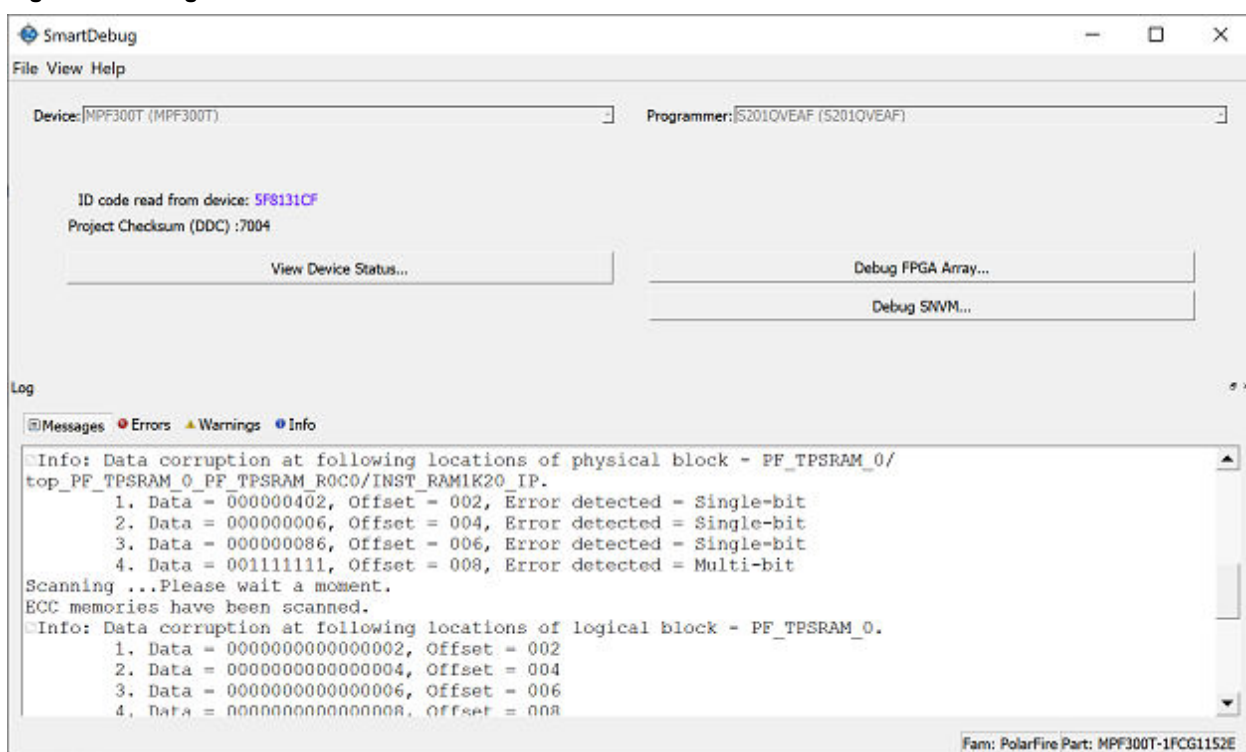 SmartDebug
File View Help
Device: MPF300T (MPF300T)
Programmer: S201QVEAF (S201QVEAF)
ID code read from device: 5F8131CF
Project Checksum (DDC) :7004
View Device Status...
Debug FPGA Array...
Debug SNVM...
Log
Messages Errors Warnings Info
Info: Data corruption at following locations of physical block - PF_TPSRAM_0/
top_PF_TPSRAM_0_PF_TPSRAM_R0C0/INST_RAM1K20_IP.
1. Data = 000000402, Offset = 002, Error detected = Single-bit
2. Data = 000000006, Offset = 004, Error detected = Single-bit
3. Data = 000000086, Offset = 006, Error detected = Single-bit
4. Data = 001111111, Offset = 008, Error detected = Multi-bit
Scanning ...Please wait a moment.
ECC memories have been scanned.
Info: Data corruption at following locations of logical block - PF_TPSRAM_0.
1. Data = 0000000000000002, Offset = 002
2. Data = 0000000000000004, Offset = 004
3. Data = 0000000000000006, Offset = 006
4. Data = 0000000000000008, Offset = 008
Fam: PolarFire Part: MPF300T-1FCG1152E